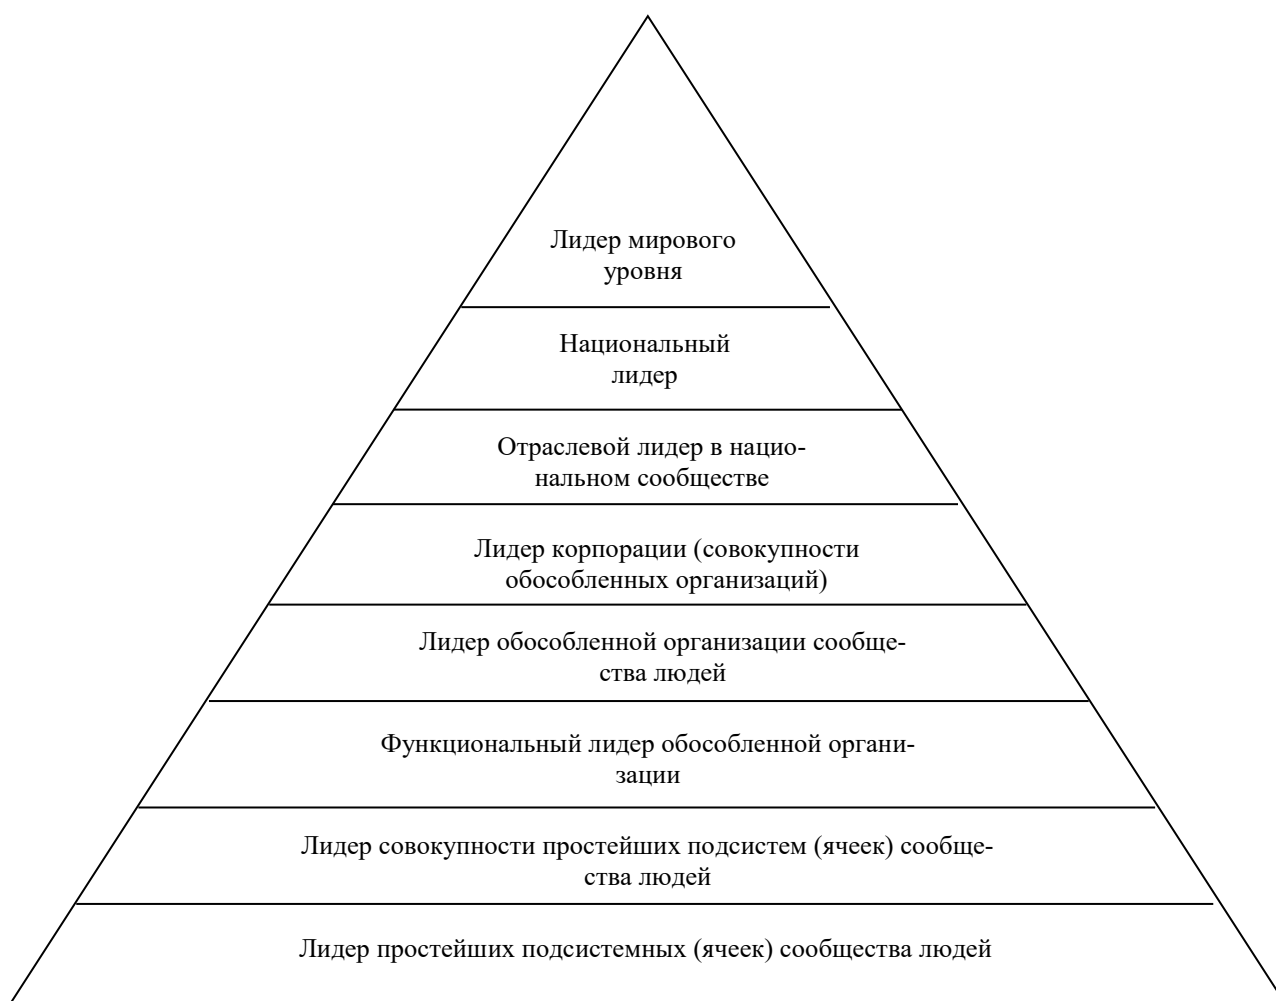 Лидер мирового
уровня
Национальный
лидер
Отраслевой лидер в нацио-
нальном сообществе
Лидер корпорации (совокупности
обособленных организаций)
Лидер обособленной организации сообще-
ства людей
Функциональный лидер обособленной органи-
зации
Лидер совокупности простейших подсистем (ячеек) сообще-
ства людей
Лидер простейших подсистемных (ячеек) сообщества людей